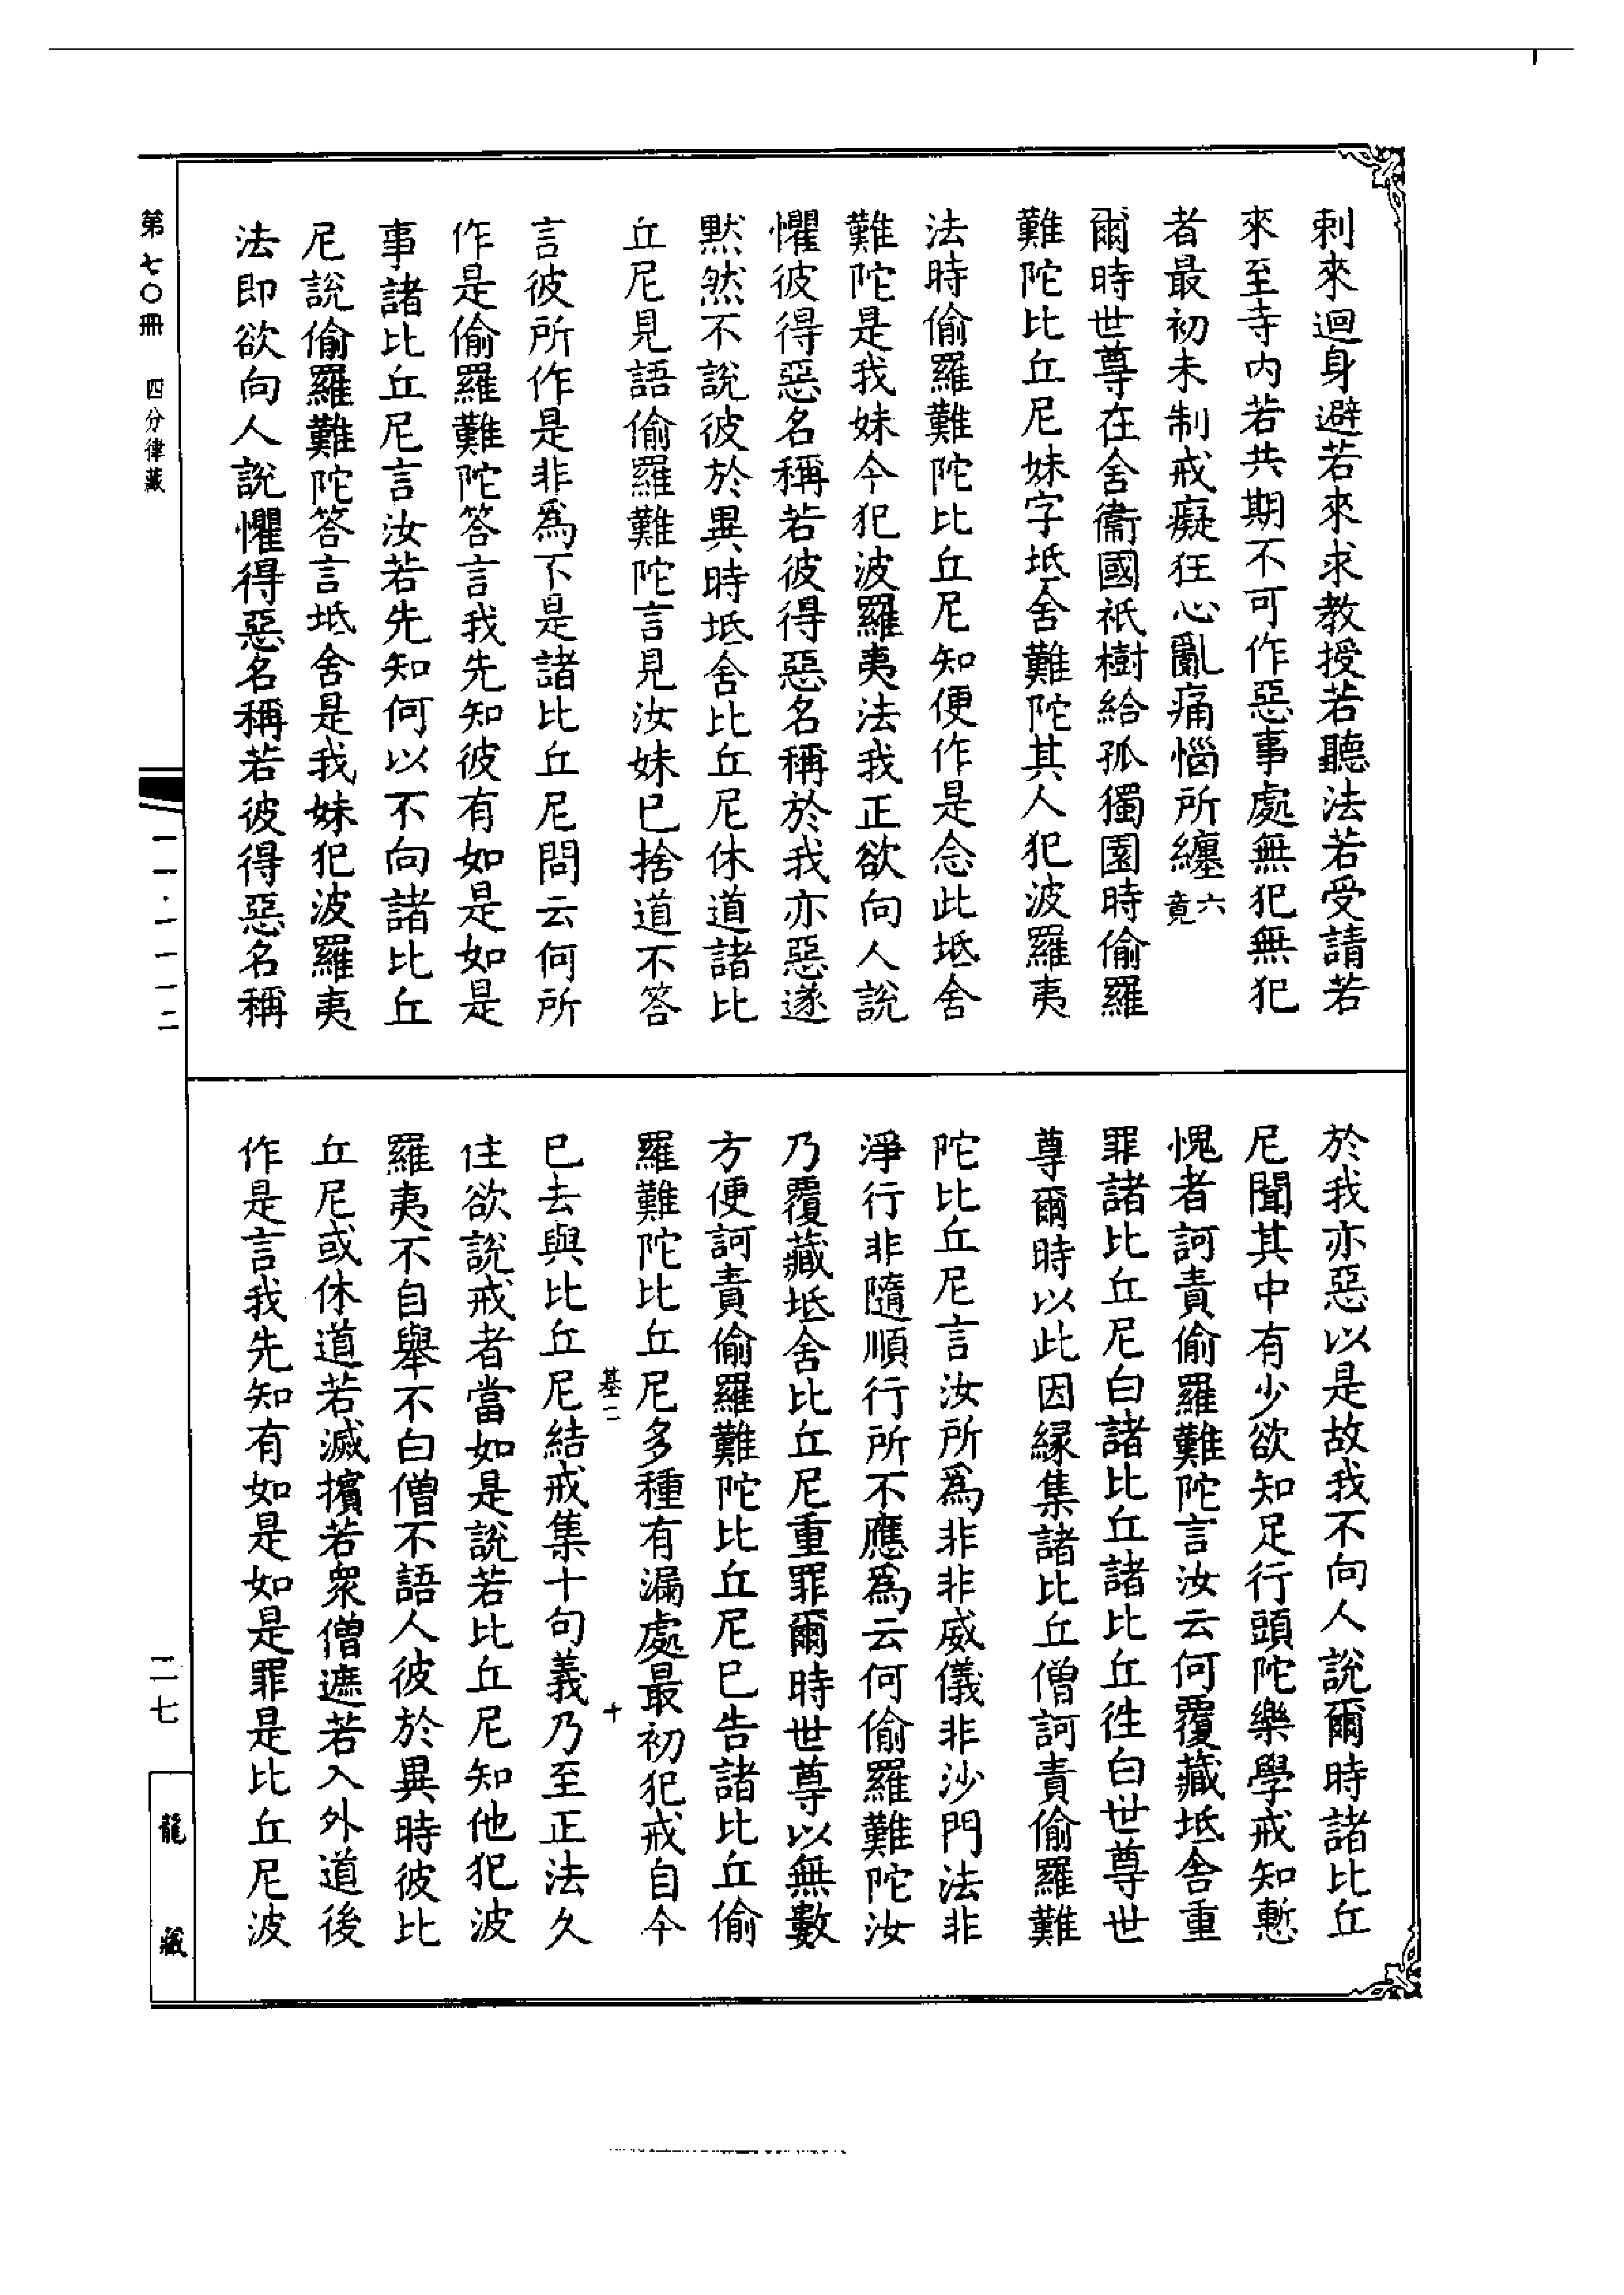 刺來迴身避若來求教授若聽法若受請若
來至寺內若共期不可作惡事處無犯無犯
者最初未制戒癡狂心亂痛惱所纏六竟
爾時世尊在舍衞國祇樹給孤獨園時偷羅
難陀比丘尼妹字坻舍難陀其人犯波羅夷
法時偷羅難陀比丘尼知便作是念此坻舍
難陀是我妹今犯波羅夷法我正欲向人說
懼彼得惡名稱若彼得惡名稱於我亦惡遂
默然不說彼於異時坻舍比丘尼休道諸比
丘尼見語偷羅難陀言見汝妹已捨道不答
言彼所作是非爲不是諸比丘尼問云何所
作是偷羅難陀答言我先知彼有如是如是
事諸比丘尼言汝若先知何以不向諸比丘
尼說偷羅難陀答言坻舍是我妹犯波羅夷
法即欲向人說懼得惡名稱若彼得惡名稱
於我亦惡以是故我不向人說爾時諸比丘
尼聞其中有少欲知足行頭陀樂學戒知慙
愧者訶責偷羅難陀言汝云何覆藏坻舍重
罪諸比丘尼白諸比丘諸比丘徃白世尊世
尊爾時以此因緣集諸比丘僧訶責偷羅難
陀比丘尼言汝所爲非非威儀非沙門法非
淨行非隨順行所不應爲云何偷羅難陀汝
乃覆藏坻舍比丘尼重罪爾時世尊以無數
方便訶責偷羅難陀比丘尼已告諸比丘偷
羅難陀比丘尼多種有漏處最初犯戒自今
基二 十
已去與比丘尼結戒集十句義乃至正法久
住欲說戒者當如是說若比丘尼知他犯波
羅夷不自舉不白僧不語人彼於異時彼比
丘尼或休道若滅擯若衆僧遮若入外道後
作是言我先知有如是如是罪是比丘尼波
第七〇冊 四分律藏
一一·一一一二
二七
龍藏